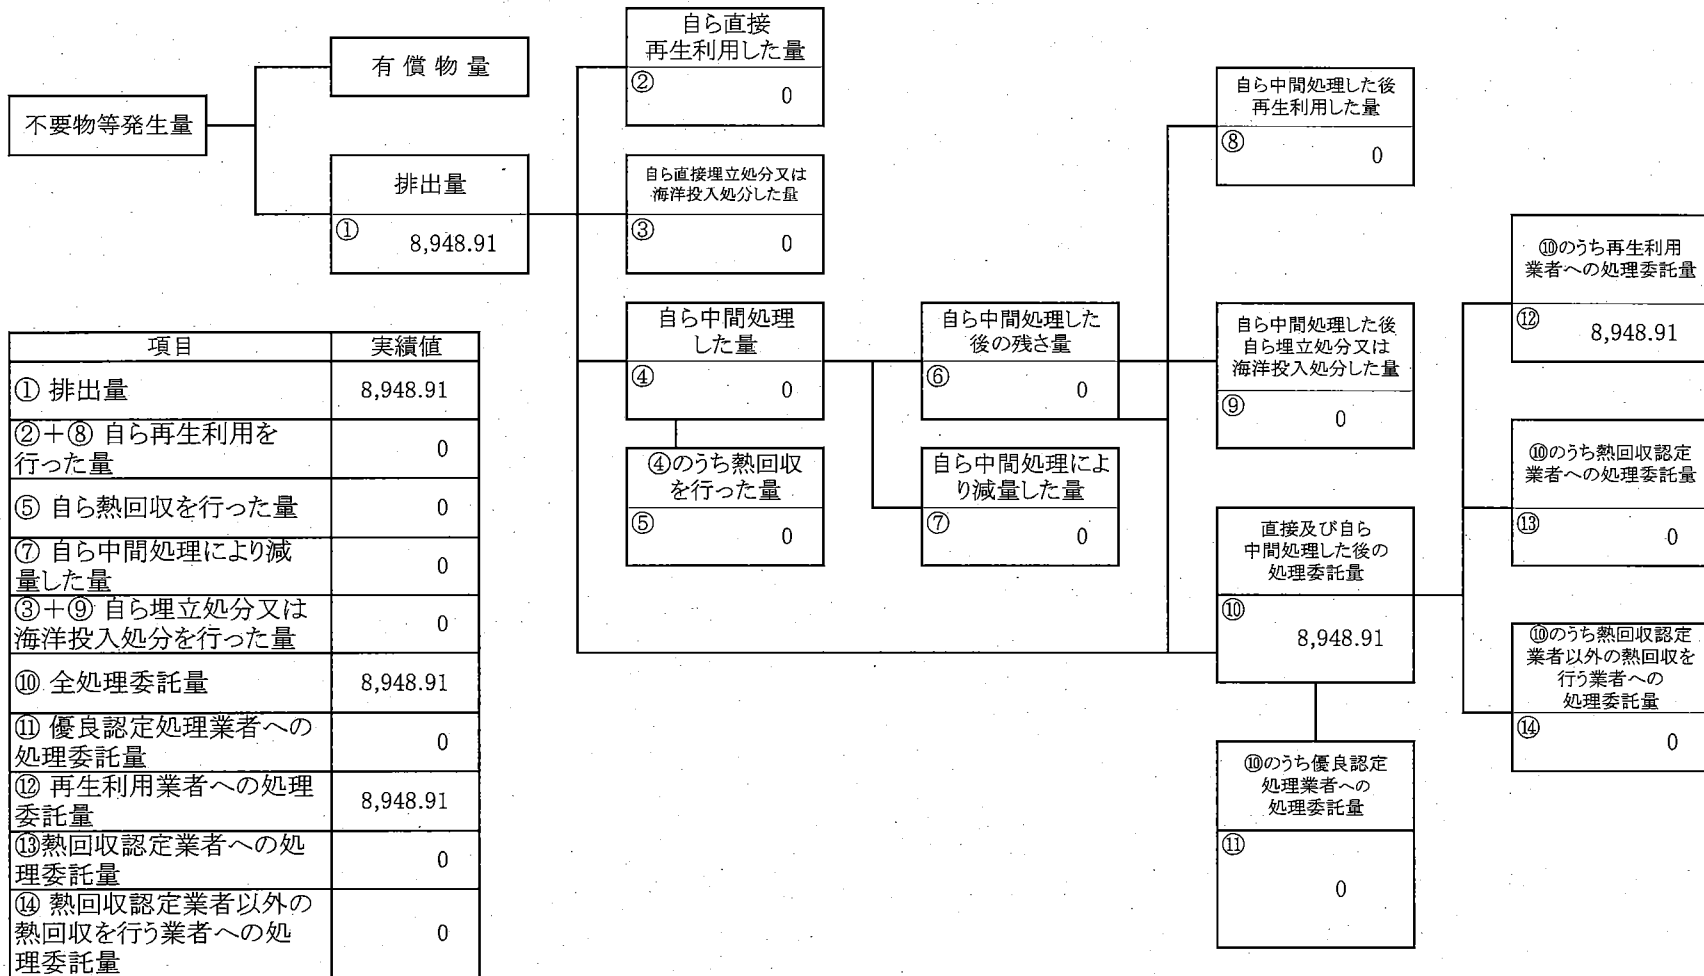 不要物等発生量
有償物量
排出量
①
8,948.91
自ら直接
再生利用した量
②
0
自ら直接埋立処分又は
海洋投入処分した量
③
0
自ら中間処理
した量
④
0
④のうち熱回収
を行った量
⑤
0
自ら中間処理した
後の残さ量
⑥
0
自ら中間処理によ
り減量した量
⑦
0
自ら中間処理した後
再生利用した量
⑧
0
自ら中間処理した後
自ら埋立処分又は
海洋投入処分した量
⑨
0
直接及び自ら
中間処理した後の
処理委託量
⑩
8,948.91
⑩のうち優良認定
処理業者への
処理委託量
⑪
0
⑩のうち再生利用
業者への処理委託量
⑫
8,948.91
⑩のうち熱回収認定
業者への処理委託量
⑬
0
⑩のうち熱回収認定
業者以外の熱回収を
行う業者への
処理委託量
⑭
0
項目 実績値
① 排出量 8,948.91
②+⑧ 自ら再生利用を
行った量 0
⑤ 自ら熱回収を行った量 0
⑦ 自ら中間処理により減
量した量 0
③+⑨ 自ら埋立処分又は
海洋投入処分を行った量 0
⑩ 全処理委託量 8,948.91
⑪ 優良認定処理業者への
処理委託量 0
⑫ 再生利用業者への処理
委託量 8,948.91
⑬熱回収認定業者への処
理委託量 0
⑭ 熱回収認定業者以外の
熱回収を行う業者への処
理委託量 0